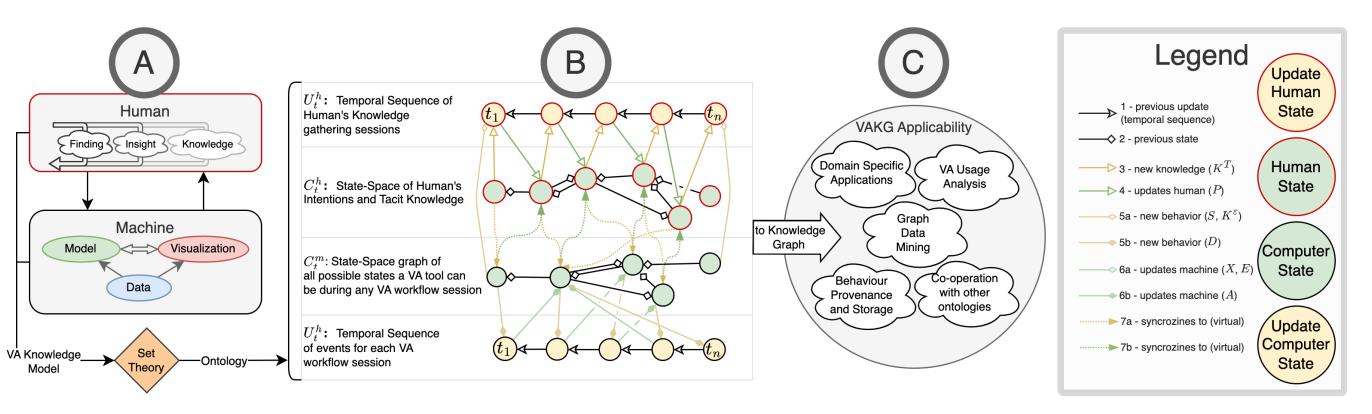 A
Human
Finding
Insight
Knowledge
Machine
Model
Visualization
Data
VA Knowledge
Model
Set
Theory
Ontology
B
U_t^h: Temporal Sequence of
Human's Knowledge
gathering sessions
C_t^h: State-Space of Human's
Intentions and Tacit Knowledge
C_t^m: State-Space graph of
all possible states a VA tool can
be during any VA workflow session
U_t^h: Temporal Sequence
of events for each VA
workflow session
t_1
t_n
t_1
t_n
to Knowledge
Graph
C
VAKG Applicability
Domain Specific
Applications
VA Usage
Analysis
Graph
Data
Mining
Behaviour
Provenance
and Storage
Co-operation
with other
ontologies
Legend
1 - previous update
(temporal sequence)
2 - previous state
3 - new knowledge (K^T)
4 - updates human (P)
5a - new behavior (S, K^ε)
5b - new behavior (D)
6a - updates machine (X, E)
6b - updates machine (A)
7a - syncrozines to (virtual)
7b - syncrozines to (virtual)
Update
Human
State
Human
State
Computer
State
Update
Computer
State